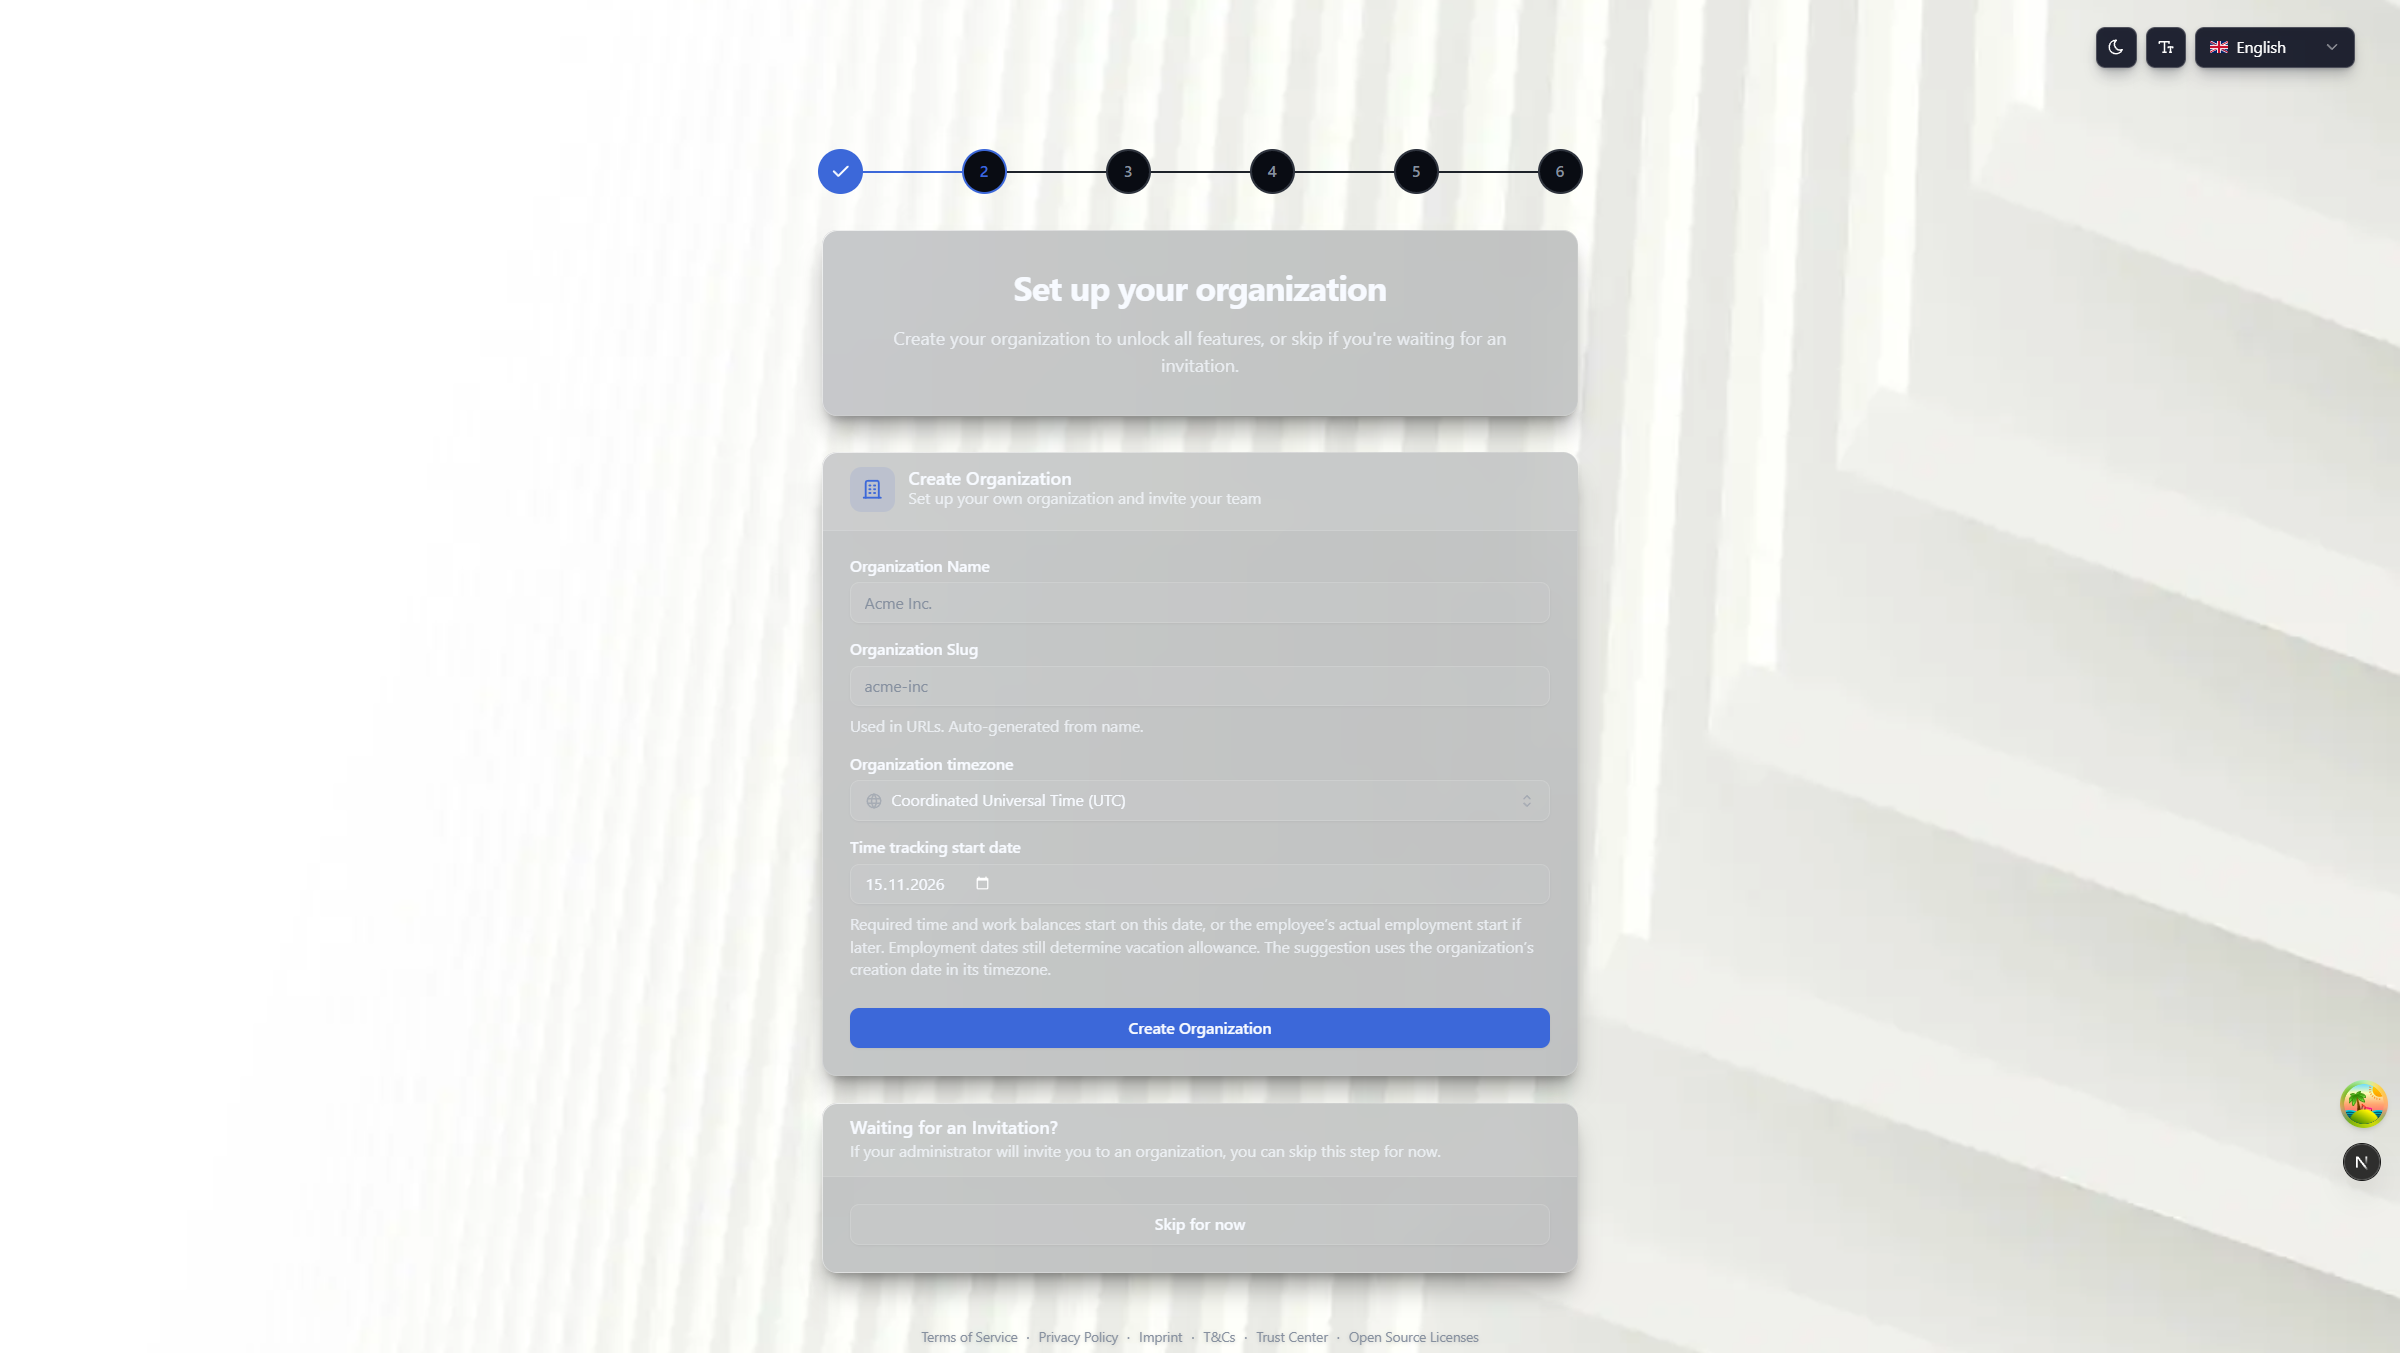 English
2 3 4 5 6
Set up your organization
Create your organization to unlock all features, or skip if you're waiting for an
invitation.
Create Organization
Set up your own organization and invite your team
Organization Name
Acme Inc.
Organization Slug
acme-inc
Used in URLs. Auto-generated from name.
Organization timezone
Coordinated Universal Time (UTC)
Time tracking start date
15.11.2026
Required time and work balances start on this date, or the employee's actual employment start if
later. Employment dates still determine vacation allowance. The suggestion uses the organization's
creation date in its timezone.
Create Organization
Waiting for an Invitation?
If your administrator will invite you to an organization, you can skip this step for now.
N
Skip for now
Terms of Service · Privacy Policy · Imprint · T&Cs · Trust Center · Open Source Licenses